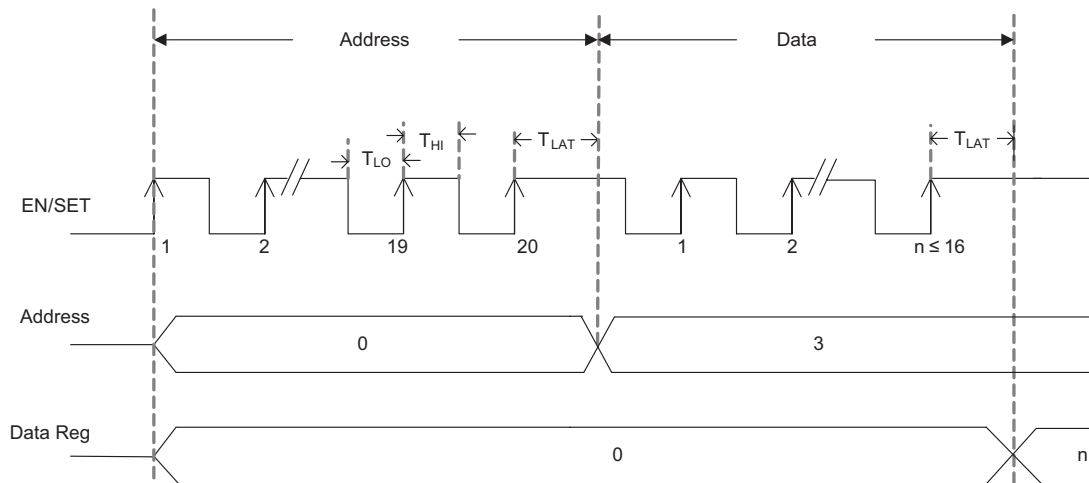 Address Data
T_LO T_HI T_LAT T_LAT
EN/SET
1 2 19 20 1 2 n ≤ 16
Address 0 3
Data Reg 0 n